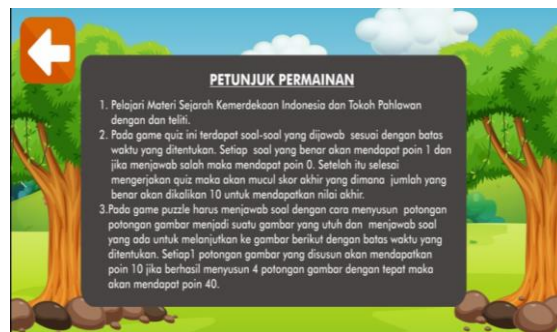 PETUNJUK PERMAINAN
1. Pelajari Materi Sejarah Kemerdekaan Indonesia dan Tokoh Pahlawan
dengan dan teliti.
2. Pada game quiz ini terdapat soal-soal yang dijawab sesuai dengan batas
waktu yang ditentukan. Setiap soal yang benar akan mendapat poin 1 dan
jika menjawab salah maka mendapat poin 0. Setelah itu selesai
mengerjakan quiz maka akan mucul skor akhir yang dimana jumlah yang
benar akan dikalikan 10 untuk mendapatkan nilai akhir.
3.Pada game puzzle harus menjawab soal dengan cara menyusun potongan
potongan gambar menjadi suatu gambar yang utuh dan menjawab soal
yang ada untuk melanjutkan ke gambar berikut dengan batas waktu yang
ditentukan. Setiap1 potongan gambar yang disusun akan mendapatkan
poin 10 jika berhasil menyusun 4 potongan gambar dengan tepat maka
akan mendapat poin 40.